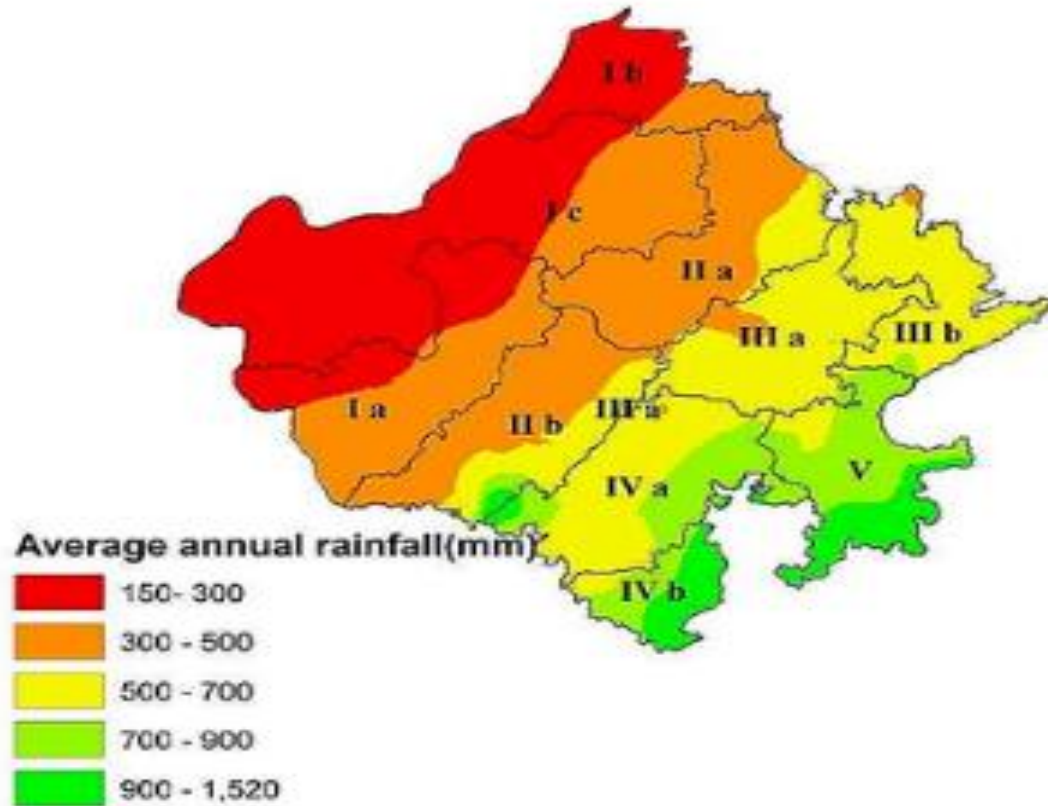 I b
I c
II a
III a
III b
I a
II b
IV a
V
IV b
Average annual rainfall(mm)
150- 300
300 - 500
500 - 700
700 - 900
900 - 1,520